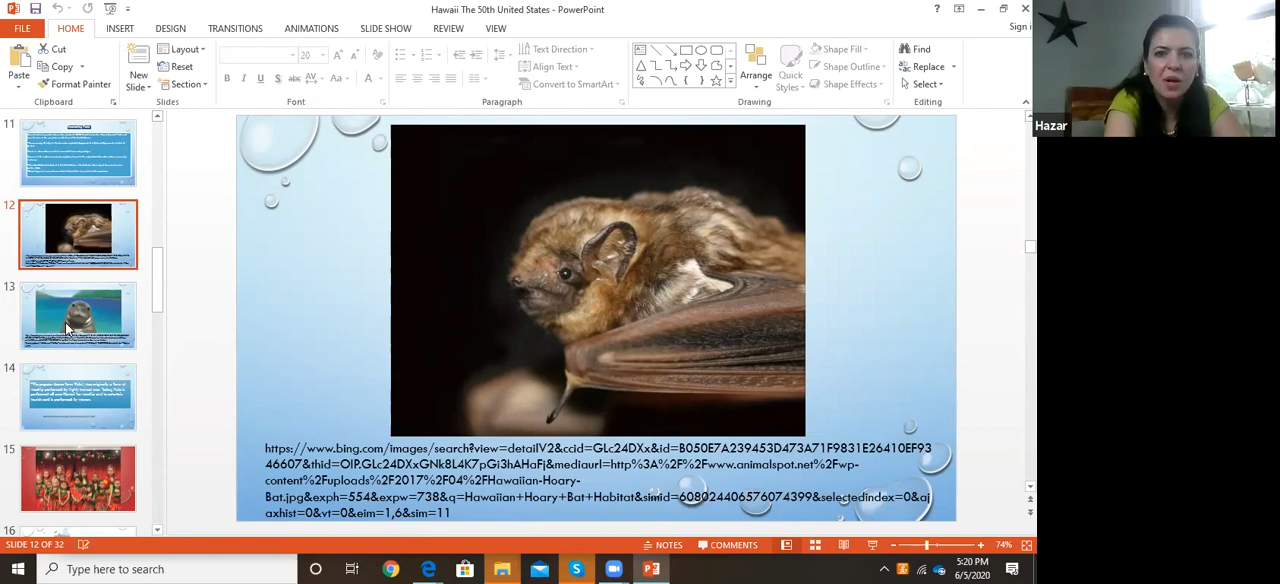 Hawaii The 50th United States - PowerPoint
Sign in
FILE HOME INSERT DESIGN TRANSITIONS ANIMATIONS SLIDE SHOW REVIEW VIEW
Cut
Copy
Format Painter
Paste
Clipboard
New
Slide
Layout
Reset
Section
Slides
20
B I U S abc AV Aa A
Font
Text Direction
Align Text
Convert to SmartArt
Paragraph
Arrange
Quick
Styles
Shape Fill
Shape Outline
Shape Effects
Drawing
Find
Replace
Select
Editing
Hazar
11
12
13
14
15
16
https://www.bing.com/images/search?view=detailV2&ccid=GLc24DXx&id=B050E7A239453D473A71F9831E26410EF93
46607&thid=OIP.GLc24DXxGNk8L4K7pGi3hAHaFj&mediaurl=http%3A%2F%2Fwww.animalspot.net%2Fwp-
content%2Fuploads%2F2017%2F04%2FHawaiian-Hoary-
Bat.jpg&exph=554&expw=738&q=Hawaiian+Hoary+Bat+Habitat&simid=608024406576074399&selectedindex=0&aj
axhist=0&vt=0&eim=1,6&sim=11
SLIDE 12 OF 32
NOTES
COMMENTS
74%
Type here to search
5:20 PM
6/5/2020